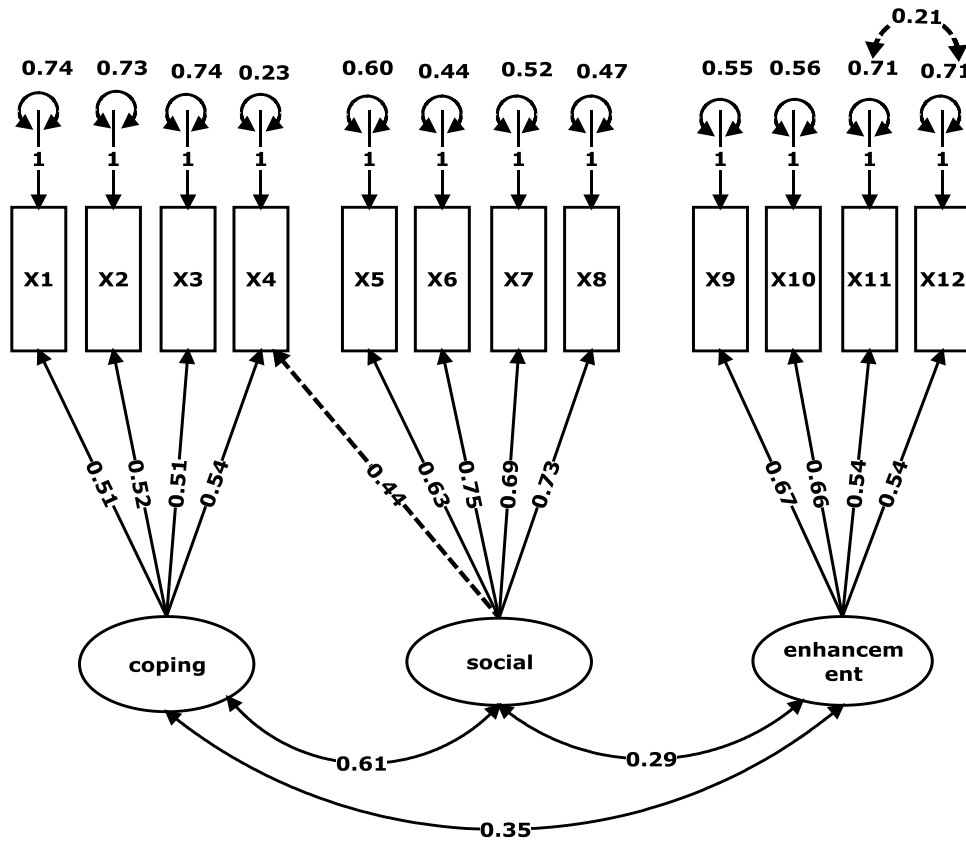 0.21
0.74 0.73 0.74 0.23 0.60 0.44 0.52 0.47 0.55 0.56 0.71 0.71
1 1 1 1 1 1 1 1 1 1 1 1
X1 X2 X3 X4 X5 X6 X7 X8 X9 X10 X11 X12
0.51 0.52 0.51 0.54 0.44 0.63 0.75 0.69 0.73 0.67 0.66 0.54 0.54
coping social enhancem
ent
0.61 0.29
0.35